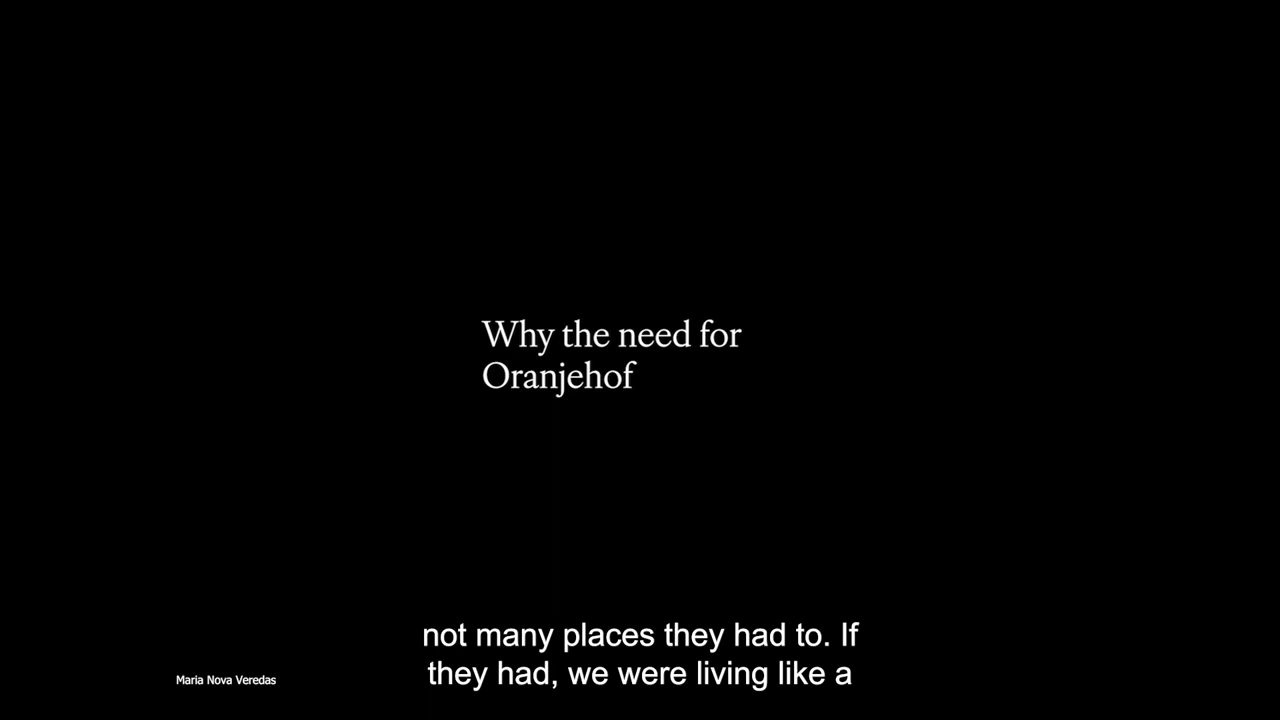 Why the need for
Oranjehof
not many places they had to. If
they had, we were living like a
Maria Nova Veredas